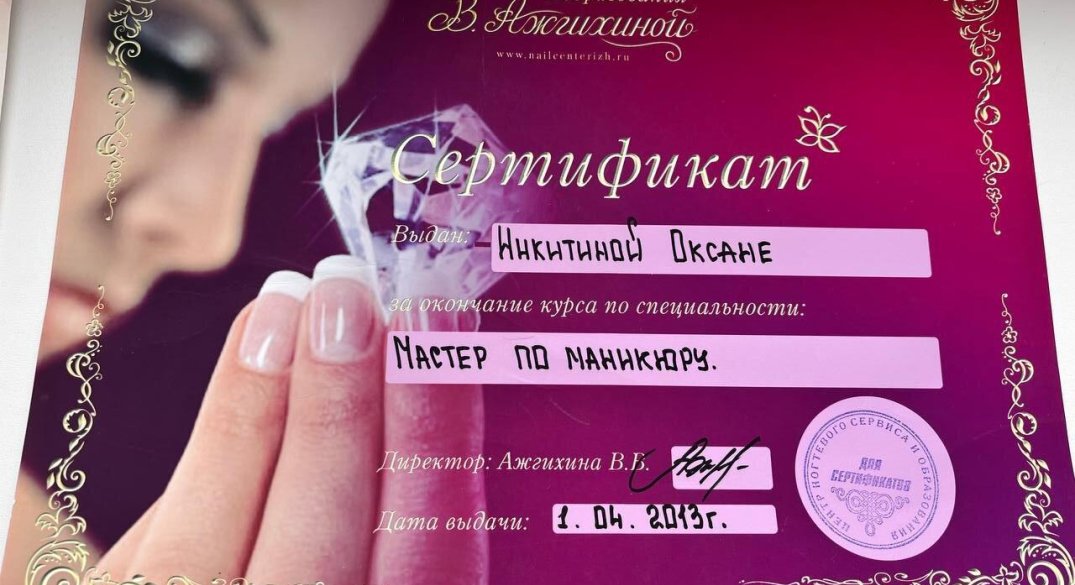 В. Ажгихиной
www.nailcenterizh.ru
Сертификат
Выдан: Никитиной Оксане
за окончание курса по специальности:
Мастер по маникюру.
Директор: Ажгихина В.В.
Дата выдачи: 1.04.2013г.
ЦЕНТР НОГТЕВОГО СЕРВИСА И ОБРАЗОВАНИЯ
ДЛЯ
СЕРТИФИКАТОВ